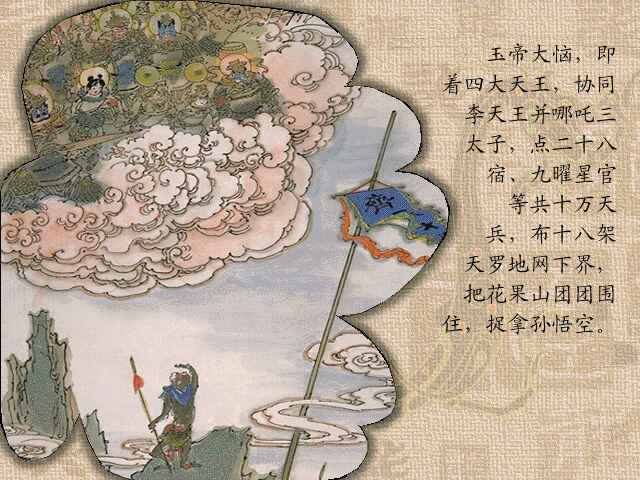 玉帝大恼，即
着四大天王，协同
李天王并哪吒三
太子，点二十八
宿、九曜星官
等共十万天
兵，布十八架
天罗地网下界，
把花果山团团围
住，捉拿孙悟空。